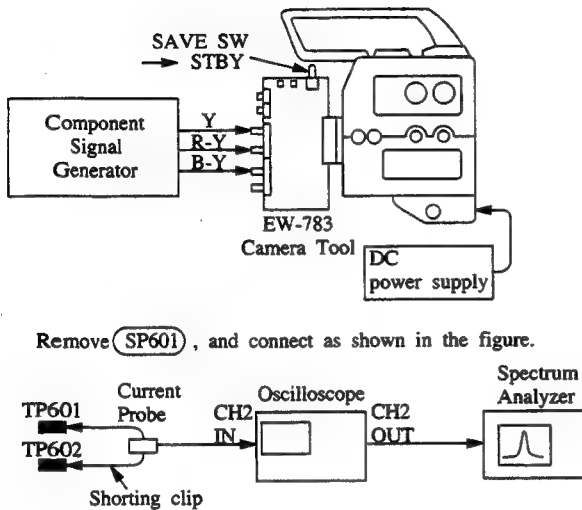 SAVE SW
→ STBY
Component
Signal
Generator
Y
R-Y
B-Y
EW-783
Camera Tool
DC
power supply
Remove SP601 , and connect as shown in the figure.
TP601
TP602
Current
Probe
Shorting clip
CH2
IN
Oscilloscope
CH2
OUT
Spectrum
Analyzer